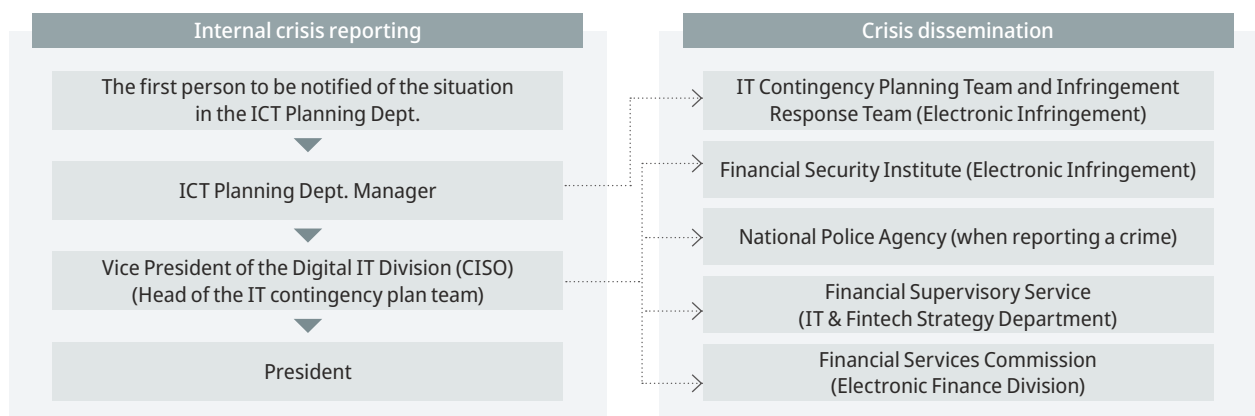 Internal crisis reporting
The first person to be notified of the situation
in the ICT Planning Dept.
ICT Planning Dept. Manager
Vice President of the Digital IT Division (CISO)
(Head of the IT contingency plan team)
President
Crisis dissemination
IT Contingency Planning Team and Infringement
Response Team (Electronic Infringement)
Financial Security Institute (Electronic Infringement)
National Police Agency (when reporting a crime)
Financial Supervisory Service
(IT & Fintech Strategy Department)
Financial Services Commission
(Electronic Finance Division)